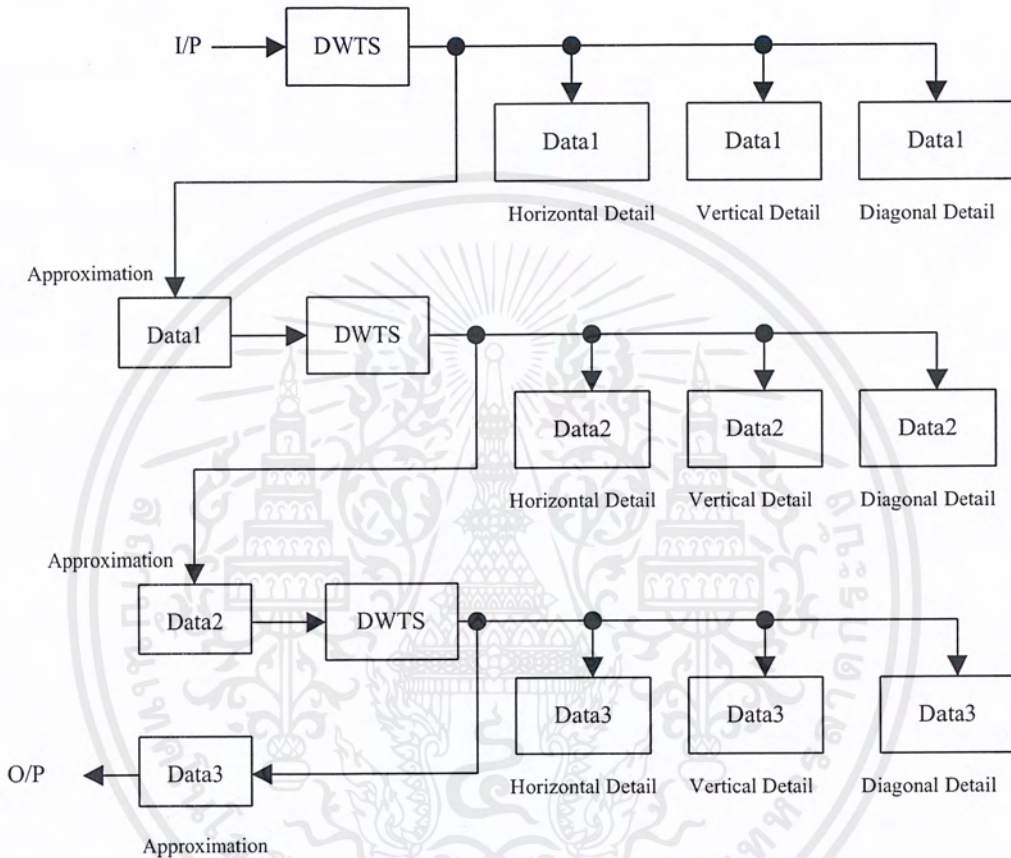 I/P
DWTS
Data1
Data1
Data1
Horizontal Detail
Vertical Detail
Diagonal Detail
Approximation
Data1
DWTS
Data2
Data2
Data2
Horizontal Detail
Vertical Detail
Diagonal Detail
Approximation
Data2
DWTS
Data3
Data3
Data3
O/P
Data3
Horizontal Detail
Vertical Detail
Diagonal Detail
Approximation